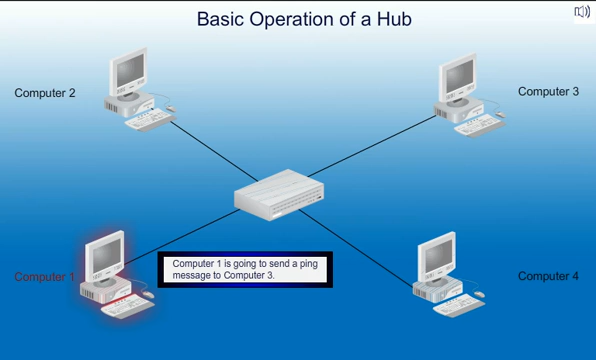 Basic Operation of a Hub
Computer 2
Computer 3
Computer 1
Computer 1 is going to send a ping
message to Computer 3.
Computer 4